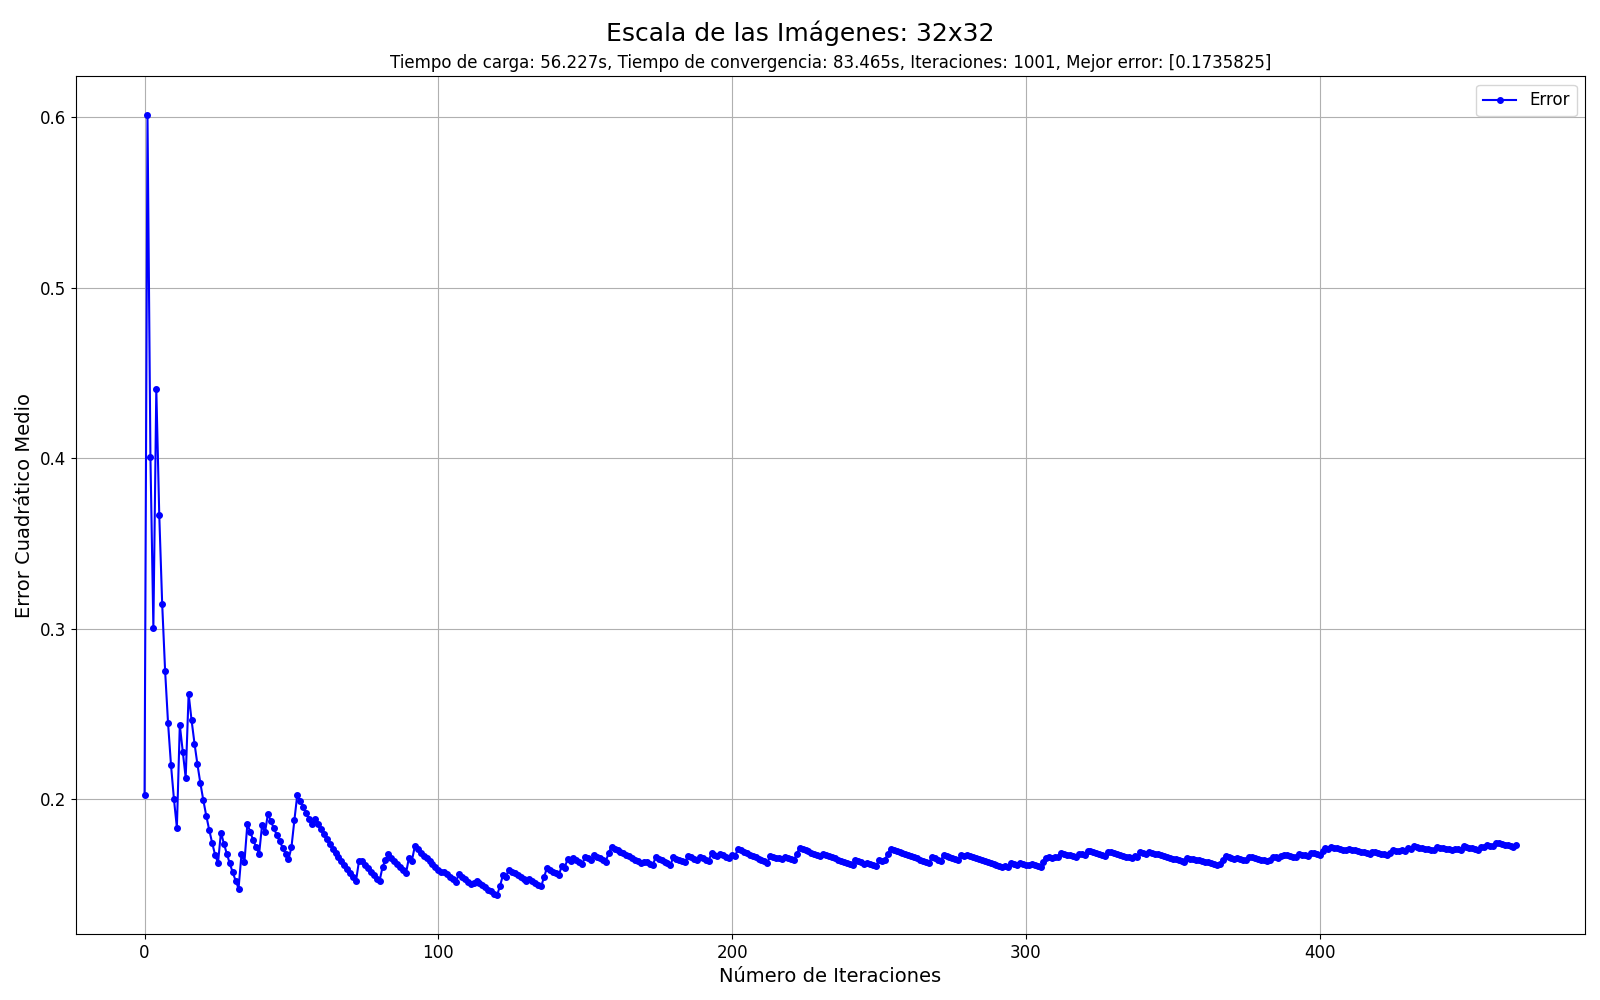 Escala de las Imágenes: 32x32
Tiempo de carga: 56.227s, Tiempo de convergencia: 83.465s, Iteraciones: 1001, Mejor error: [0.1735825]
Error
0.6
0.5
0.4
0.3
0.2
Error Cuadrático Medio
0 100 200 300 400
Número de Iteraciones